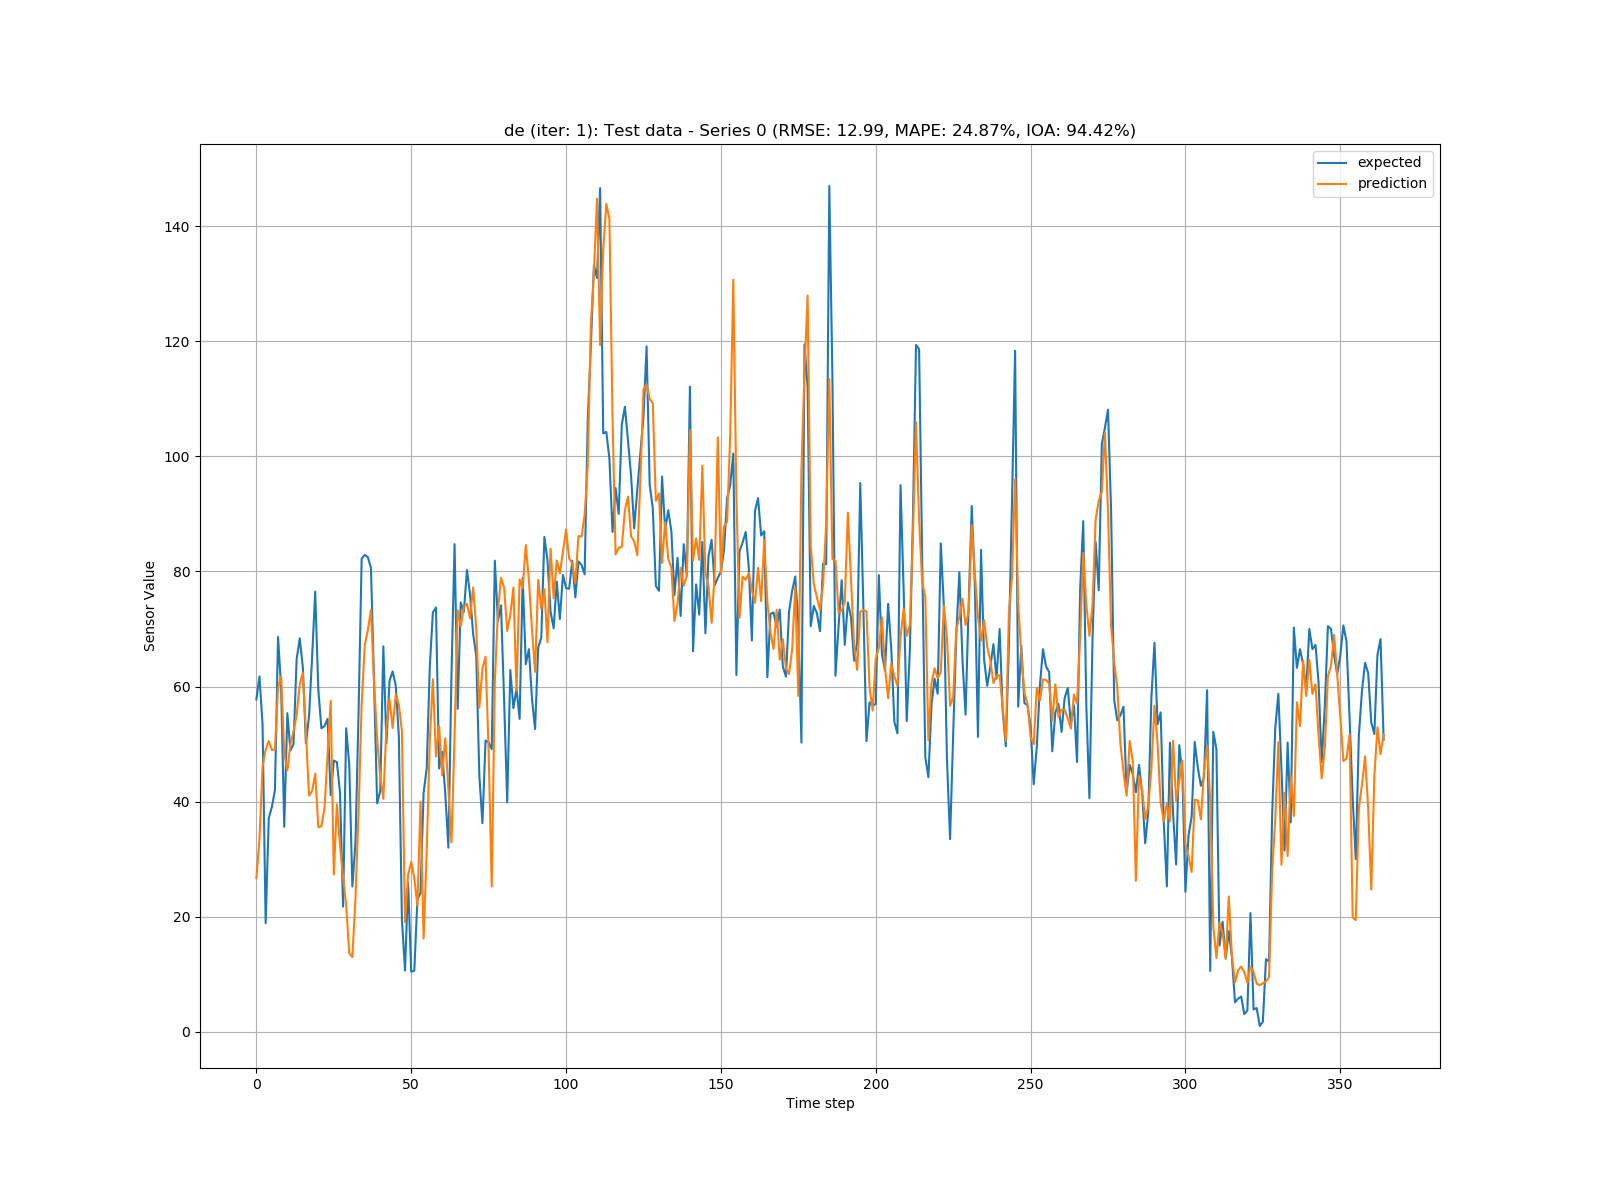 de (iter: 1): Test data - Series 0 (RMSE: 12.99, MAPE: 24.87%, IOA: 94.42%)
expected
prediction
140
120
100
80
60
40
20
0
Sensor Value
0 50 100 150 200 250 300 350
Time step